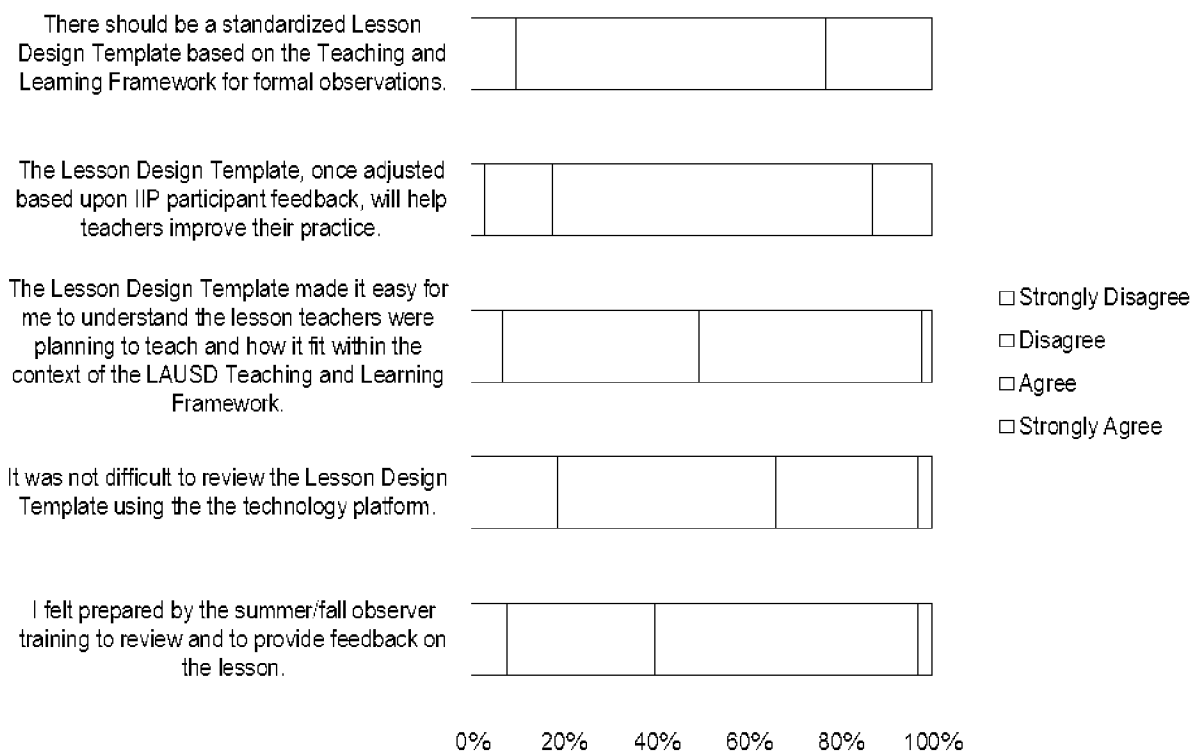 There should be a standardized Lesson
Design Template based on the Teaching and
Learning Framework for formal observations.
The Lesson Design Template, once adjusted
based upon IIP participant feedback, will help
teachers improve their practice.
The Lesson Design Template made it easy for
me to understand the lesson teachers were
planning to teach and how it fit within the
context of the LAUSD Teaching and Learning
Framework.
It was not difficult to review the Lesson Design
Template using the the technology platform.
I felt prepared by the summer/fall observer
training to review and to provide feedback on
the lesson.
0% 20% 40% 60% 80% 100%
Strongly Disagree
Disagree
Agree
Strongly Agree